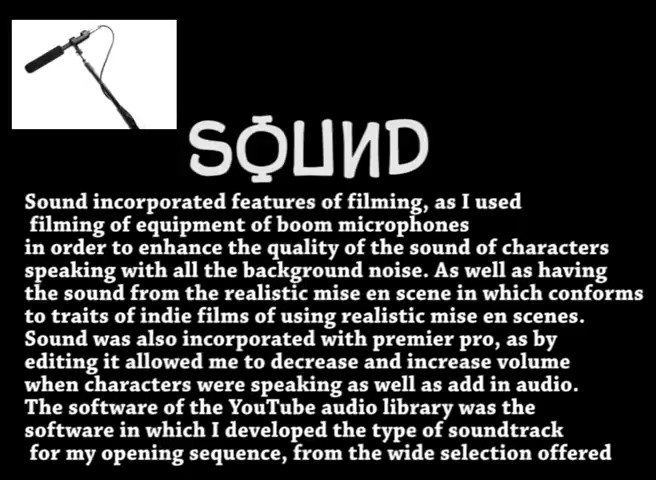 SOUND
Sound incorporated features of filming, as I used
filming of equipment of boom microphones
in order to enhance the quality of the sound of characters
speaking with all the background noise. As well as having
the sound from the realistic mise en scene in which conforms
to traits of indie films of using realistic mise en scenes.
Sound was also incorporated with premier pro, as by
editing it allowed me to decrease and increase volume
when characters were speaking as well as add in audio.
The software of the YouTube audio library was the
software in which I developed the type of soundtrack
for my opening sequence, from the wide selection offered